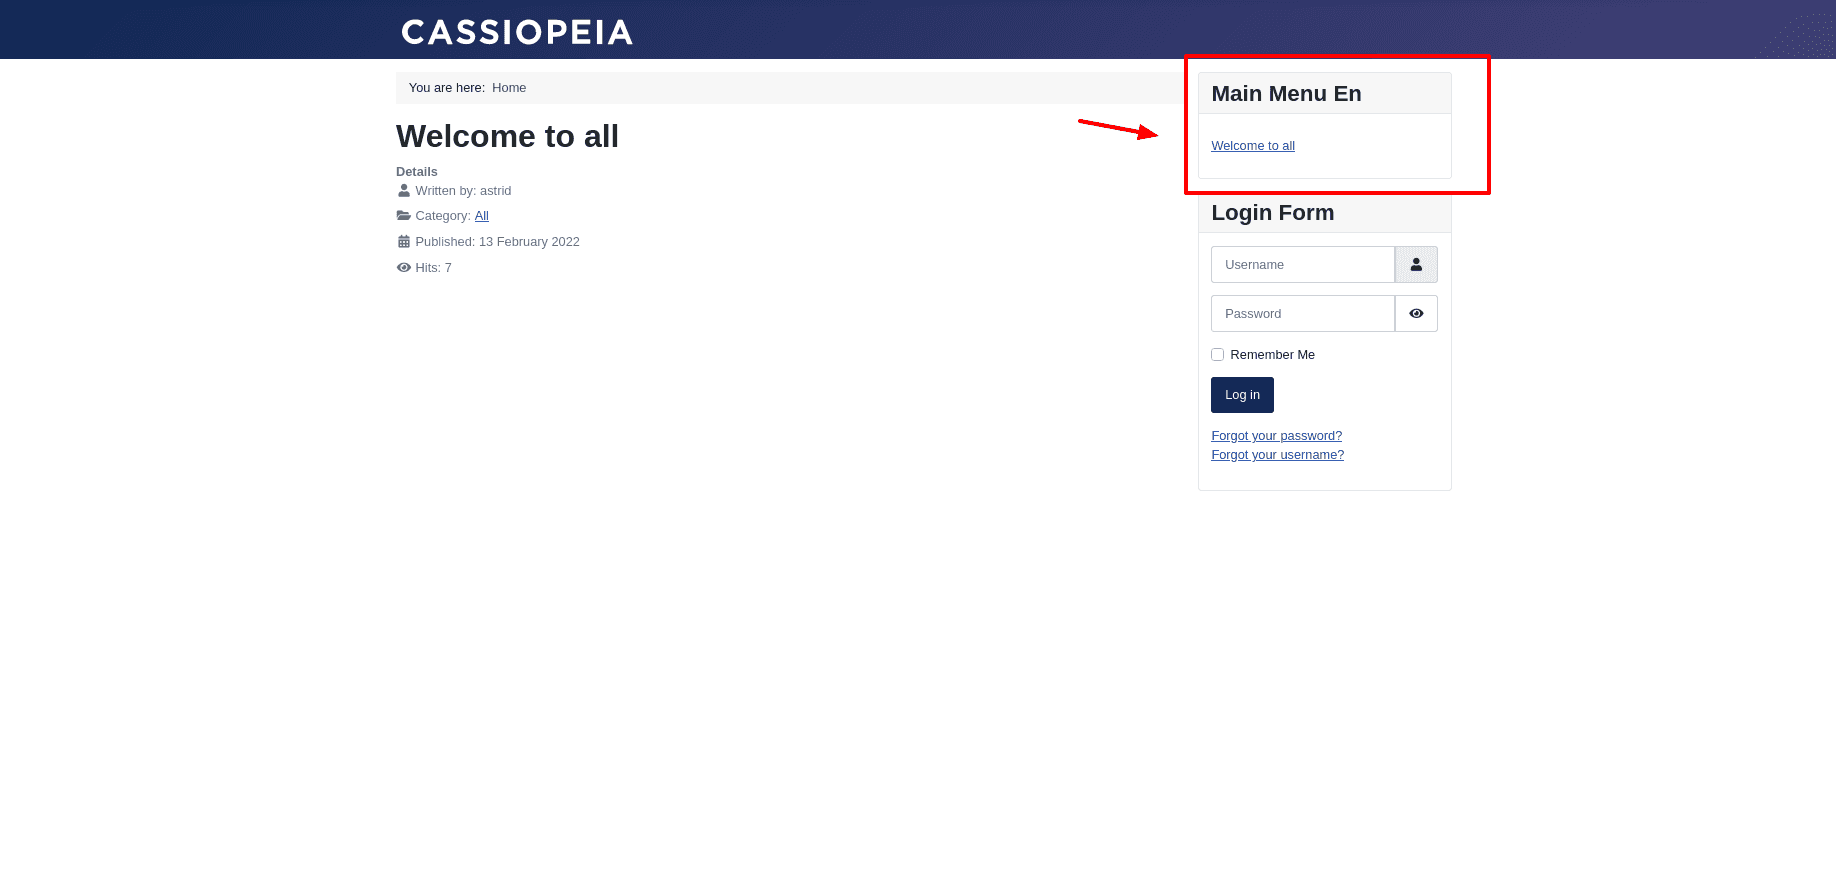 CASSIOPEIA
You are here: Home
Welcome to all
Details
Written by: astrid
Category: All
Published: 13 February 2022
Hits: 7
Main Menu En
Welcome to all
Login Form
Username
Password
Remember Me
Log in
Forgot your password?
Forgot your username?